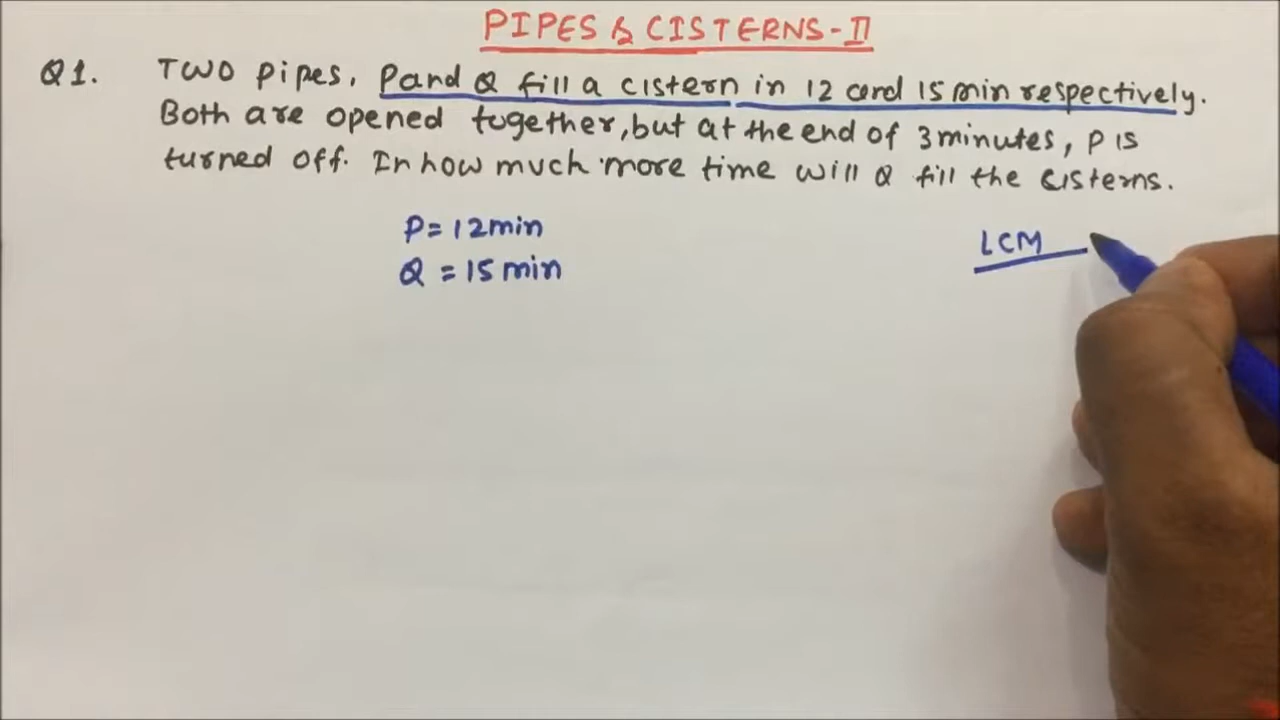 PIPES & CISTERNS-II
Q1. TWO pipes, P and Q fill a cistern in 12 and 15 min respectively.
Both are opened together, but at the end of 3 minutes, P is
turned off. In how much more time will Q fill the cisterns.
P = 12 min
Q = 15 min
LCM